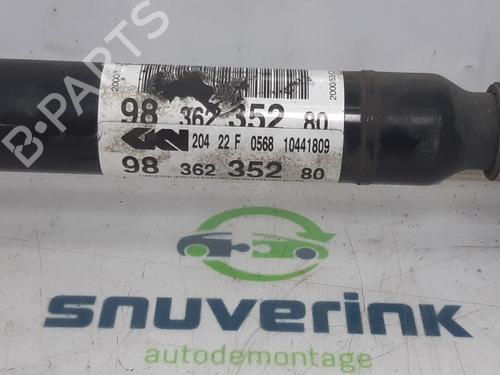 98 362 352 80
GKN 204 22 F 0568 10441809
98 362 352 80
B-PARTS
snuverink
autodemontage